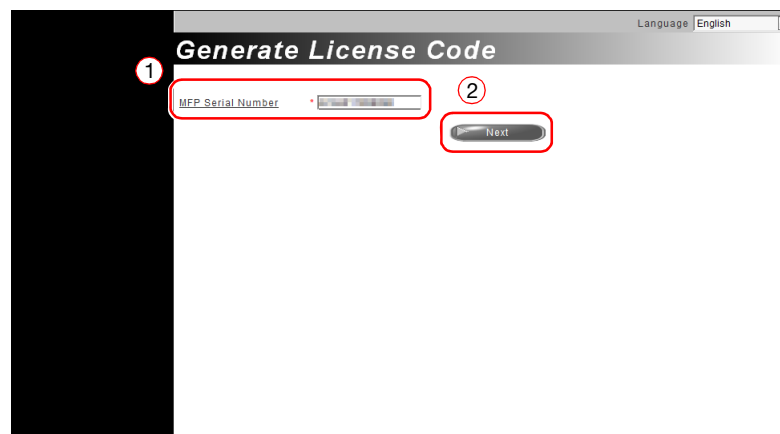 Language English
Generate License Code
1
MFP Serial Number *
2
Next